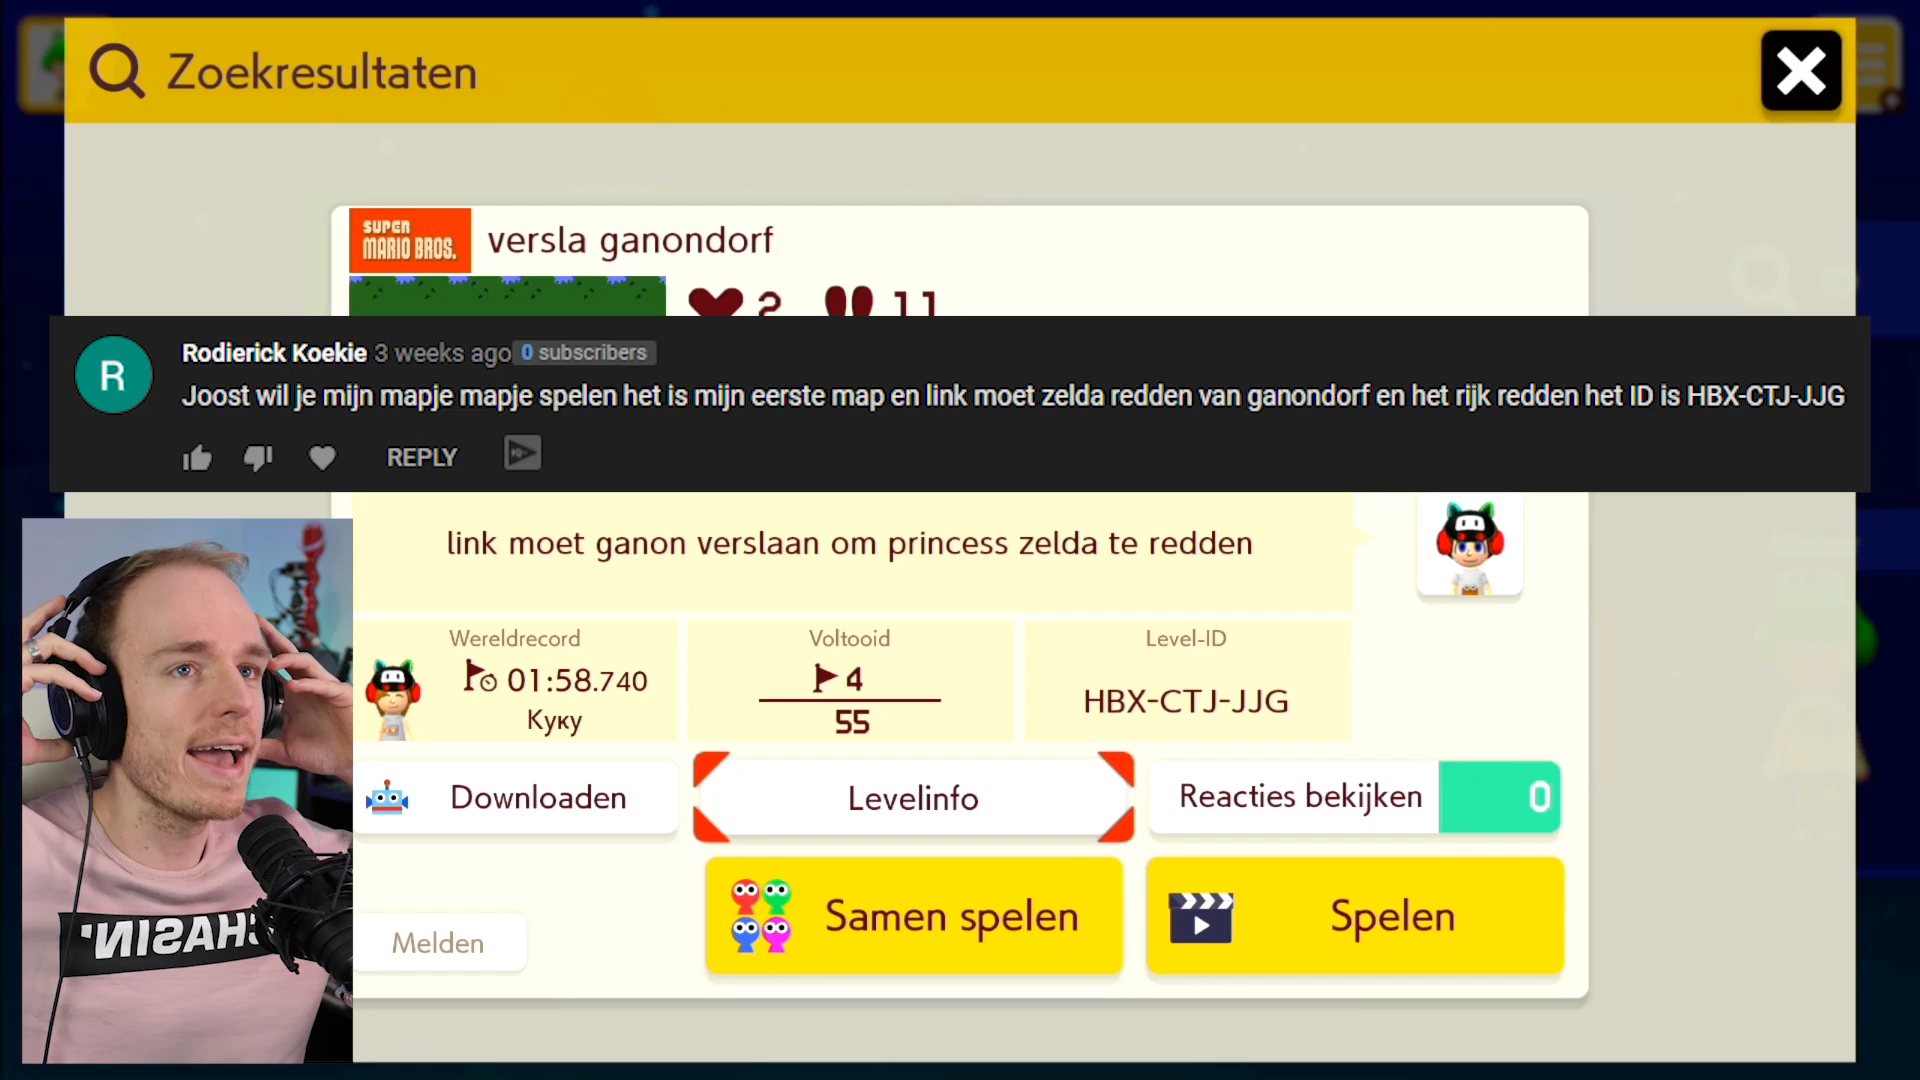 Zoekresultaten
SUPER
MARIO BROS.
versla ganondorf
2 11
Rodierick Koekie 3 weeks ago 0 subscribers
Joost wil je mijn mapje mapje spelen het is mijn eerste map en link moet zelda redden van ganondorf en het rijk redden het ID is HBX-CTJ-JJG
REPLY
link moet ganon verslaan om princess zelda te redden
Wereldrecord
01:58.740
Куку
Voltooid
4
55
Level-ID
HBX-CTJ-JJG
Downloaden
Levelinfo
Reacties bekijken 0
Melden
Samen spelen
Spelen